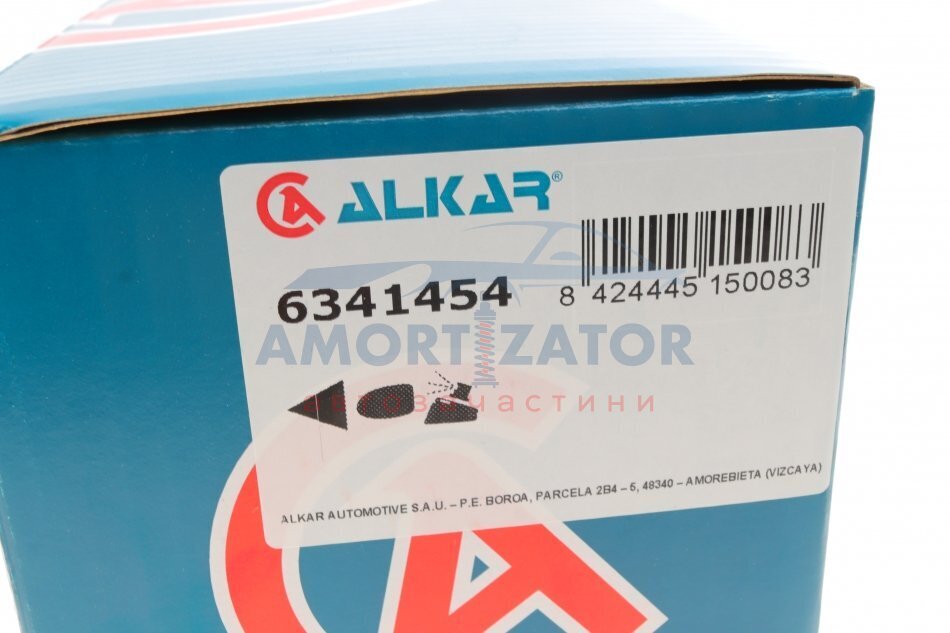 ALKAR®
6341454
8 424445 150083
AMORTIZATOR
автозапчастини
ALKAR AUTOMOTIVE S.A.U. – P.E. BOROA, PARCELA 2B4 – 5, 48340 – AMOREBIETA (VIZCAYA)